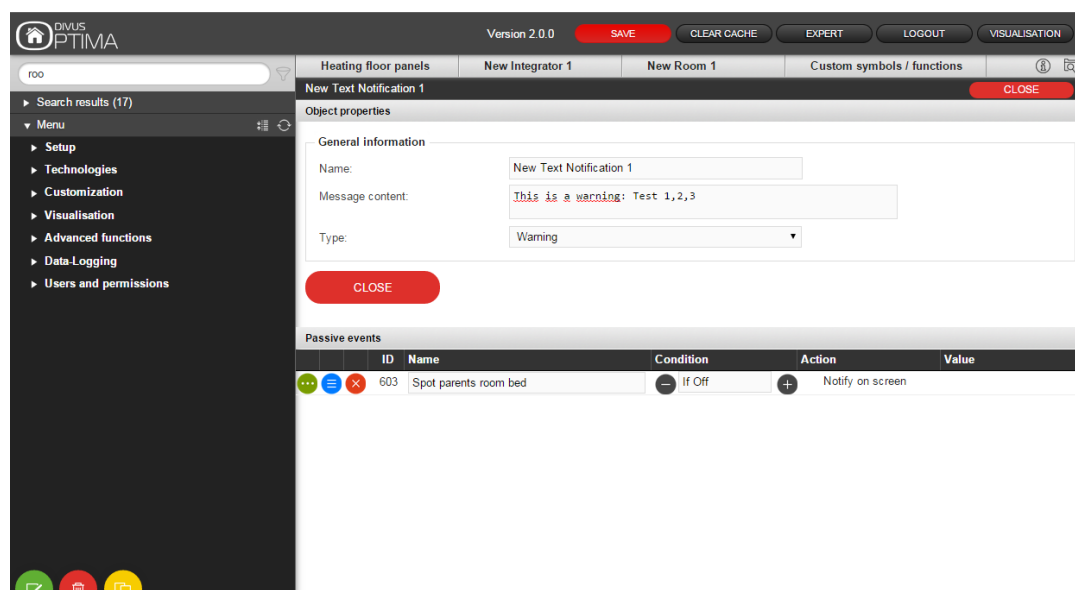 DIVUS
OPTIMA
Version 2.0.0
SAVE
CLEAR CACHE
EXPERT
LOGOUT
VISUALISATION
roo
Heating floor panels
New Integrator 1
New Room 1
Custom symbols / functions
New Text Notification 1
CLOSE
Search results (17)
Menu
Setup
Technologies
Customization
Visualisation
Advanced functions
Data-Logging
Users and permissions
Object properties
General information
Name:
New Text Notification 1
Message content:
This is a warning: Test 1,2,3
Type:
Warning
CLOSE
Passive events
ID Name Condition Action Value
603 Spot parents room bed If Off Notify on screen